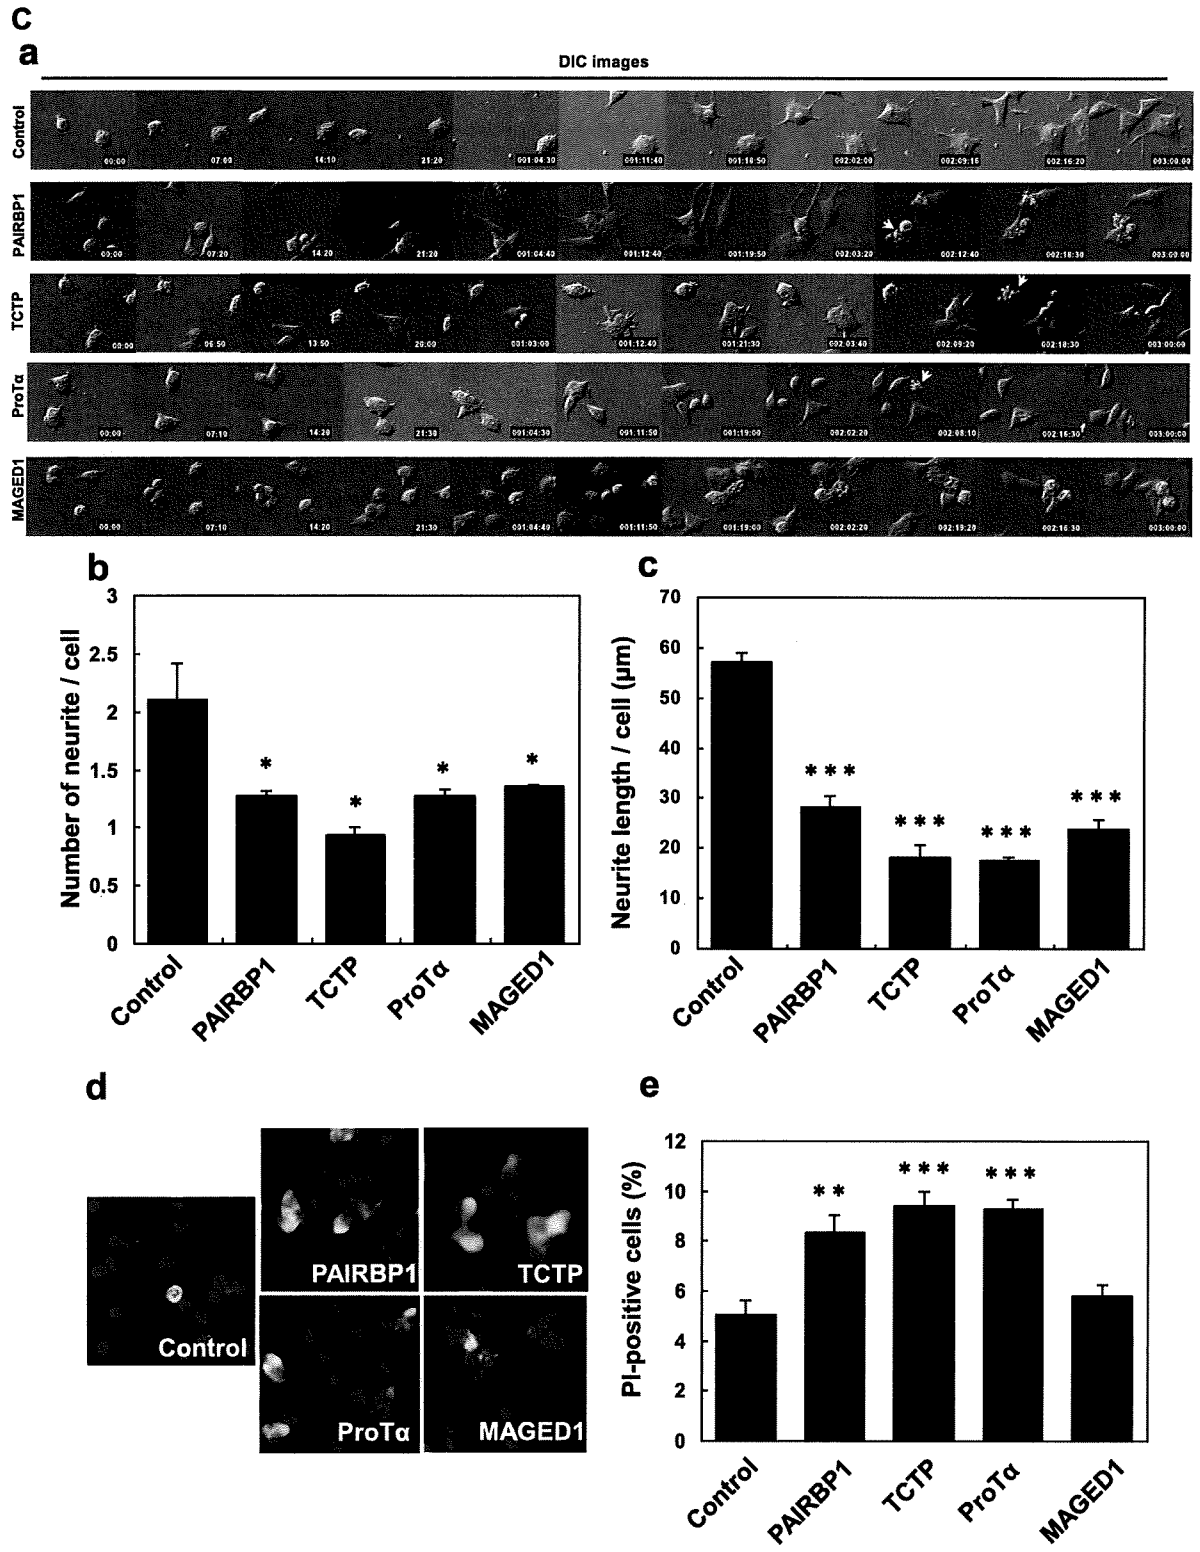 C
a
DIC images
Control
00:00 07:00 14:10 21:20 001:04:30 001:11:40 001:18:50 002:02:00 002:09:16 002:16:20 003:00:00
PAIRBP1
00:00 07:20 14:20 21:20 001:04:40 001:12:40 001:19:50 002:03:20 002:12:40 002:18:30 003:00:00
TCTP
00:00 06:50 13:50 20:00 001:03:00 001:12:40 001:21:30 002:03:40 002:09:20 002:18:30 003:00:00
ProTα
00:00 07:10 14:20 21:30 001:04:30 001:11:50 001:19:00 002:02:20 002:08:10 002:16:30 003:00:00
MAGED1
00:00 07:10 14:20 21:30 001:04:40 001:11:50 001:19:00 002:02:20 002:19:20 002:16:30 003:00:00
b
Number of neurite / cell
3
2.5
2
1.5
1
0.5
0
*
*
*
*
Control
PAIRBP1
TCTP
ProTα
MAGED1
c
Neurite length / cell (µm)
70
60
50
40
30
20
10
0
***
***
***
***
Control
PAIRBP1
TCTP
ProTα
MAGED1
d
Control
PAIRBP1
TCTP
ProTα
MAGED1
e
PI-positive cells (%)
12
10
8
6
4
2
0
**
***
***
Control
PAIRBP1
TCTP
ProTα
MAGED1